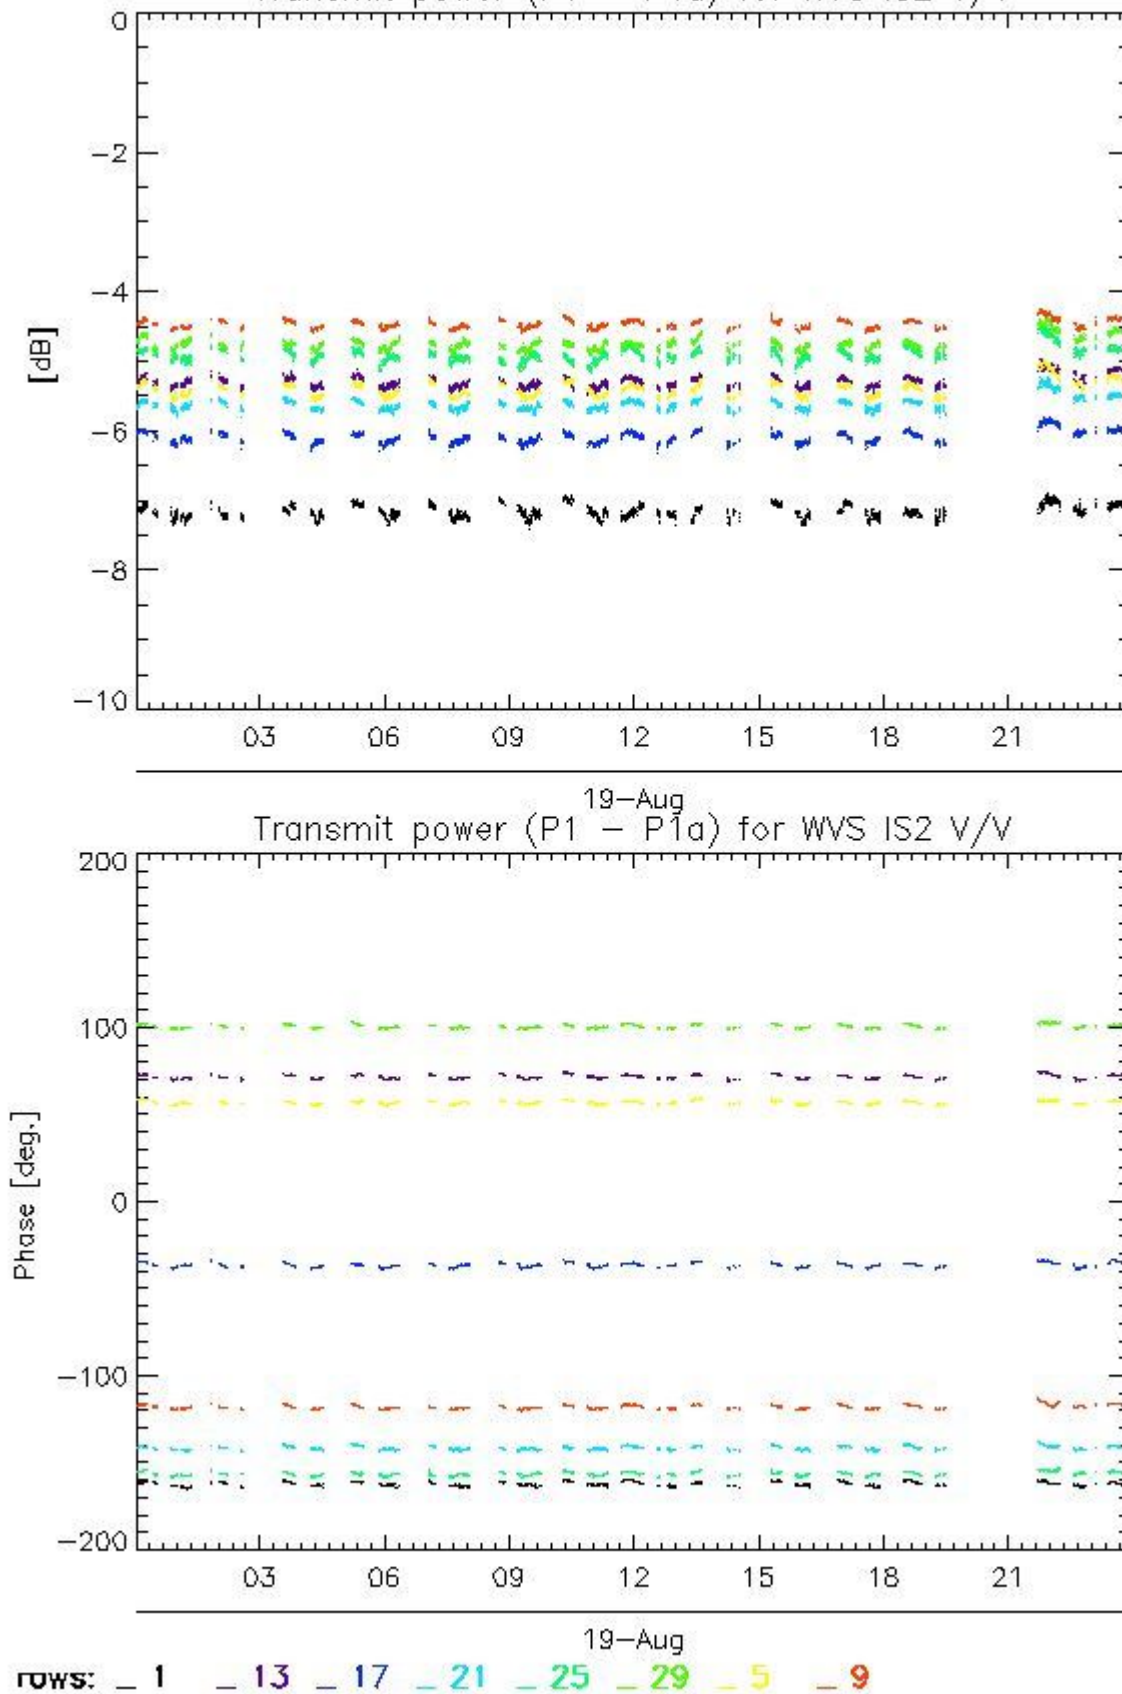 0
−2
−4
−6
−8
−10
[dB]
03 06 09 12 15 18 21
19−Aug
Transmit power (P1 − P1a) for WVS IS2 V/V
200
100
0
−100
−200
Phase [deg.]
03 06 09 12 15 18 21
19−Aug
rows: _ 1 _ 13 _ 17 _ 21 _ 25 _ 29 _ 5 _ 9